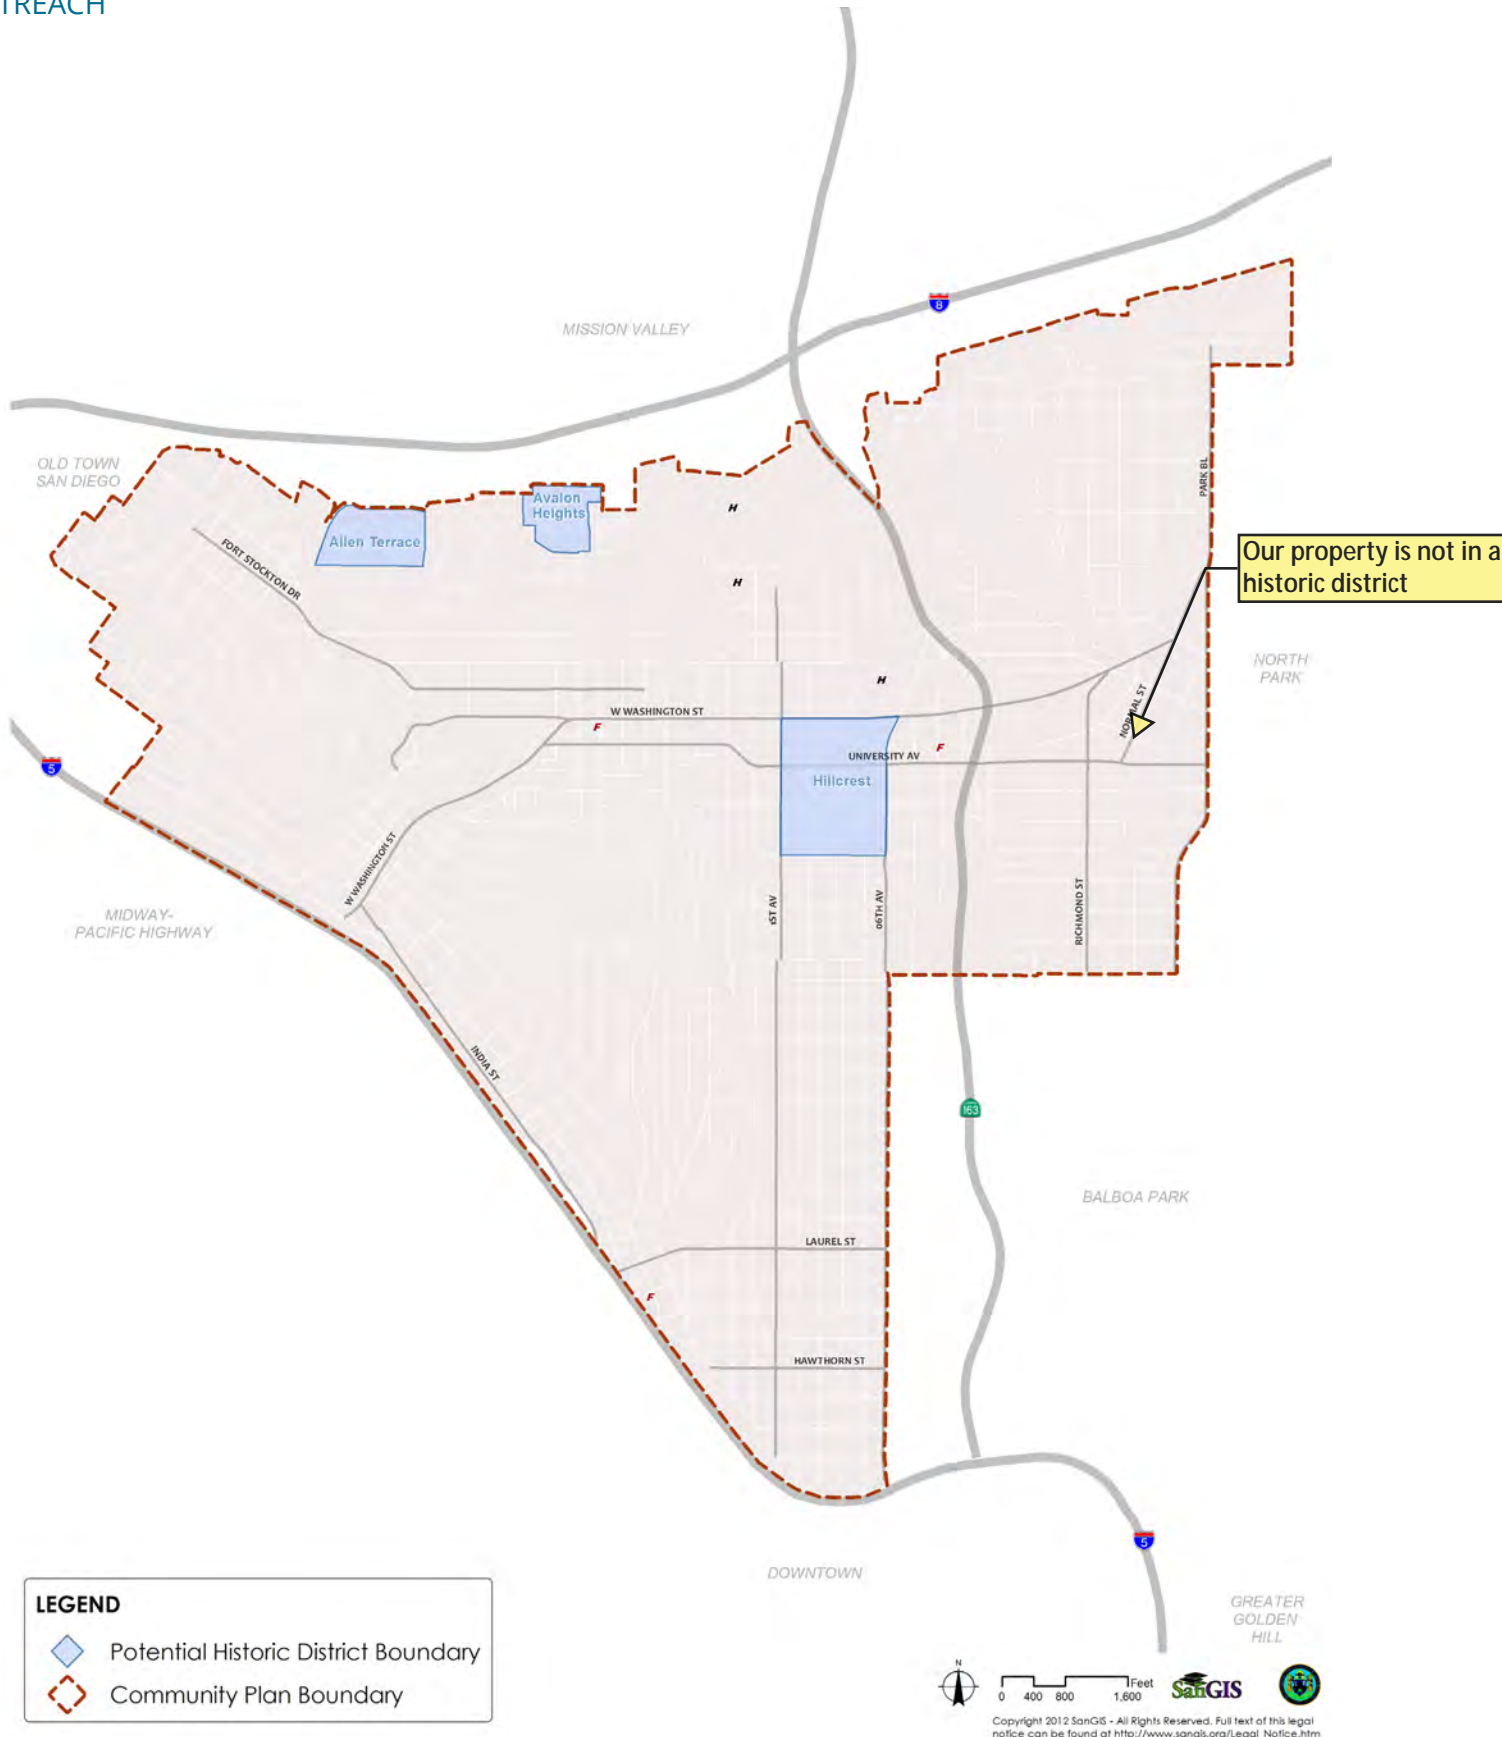 TREACH
8
MISSION VALLEY
OLD TOWN
SAN DIEGO
PARK BL
Avalon
Heights
H
Allen Terrace
FORT STOCKTON DR
Our property is not in a
historic district
H
NORTH
PARK
H
NORMAL ST
W WASHINGTON ST
F
F
UNIVERSITY AV
5
Hillcrest
W WASHINGTON ST
1ST AV
06TH AV
RICHMOND ST
MIDWAY-
PACIFIC HIGHWAY
INDIA ST
163
BALBOA PARK
LAUREL ST
F
HAWTHORN ST
5
DOWNTOWN
GREATER
GOLDEN
HILL
LEGEND
Potential Historic District Boundary
Community Plan Boundary
N
Feet
0 400 800 1,600
SanGIS
Copyright 2012 SanGIS - All Rights Reserved. Full text of this legal
notice can be found at http://www.sangis.org/Legal_Notice.htm